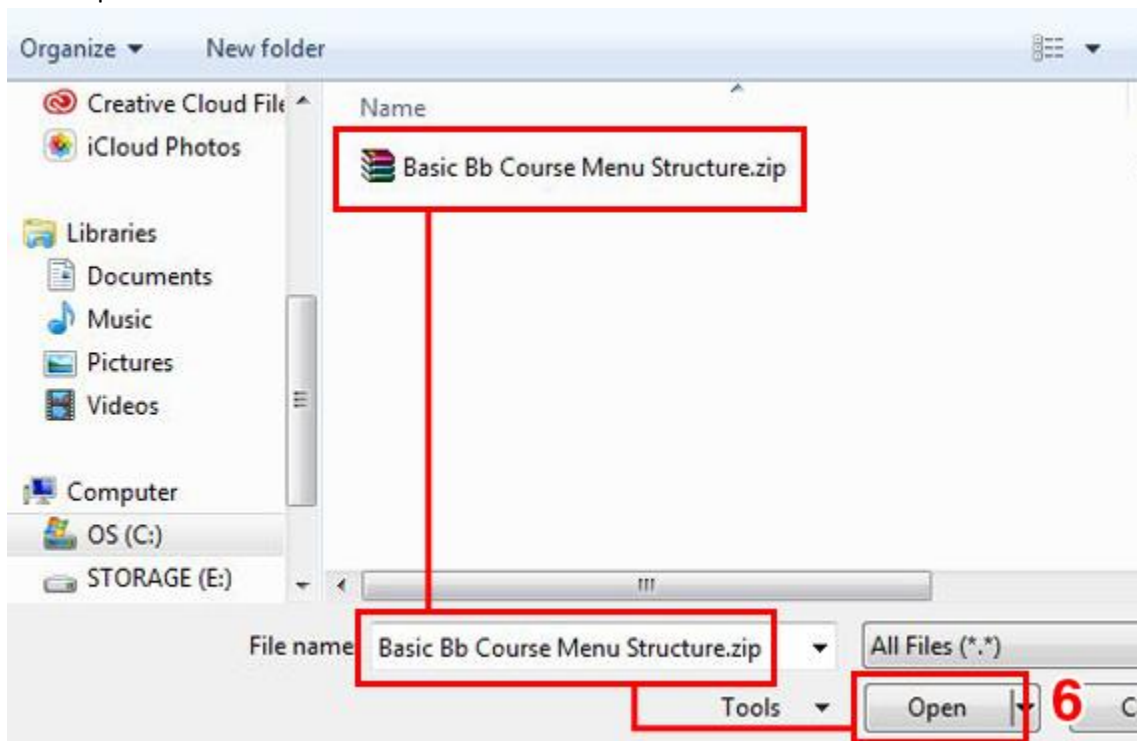 Organize New folder
Creative Cloud File
iCloud Photos
Libraries
Documents
Music
Pictures
Videos
Computer
OS (C:)
STORAGE (E:)
Name
Basic Bb Course Menu Structure.zip
File name Basic Bb Course Menu Structure.zip All Files (*.*)
Tools Open 6 C